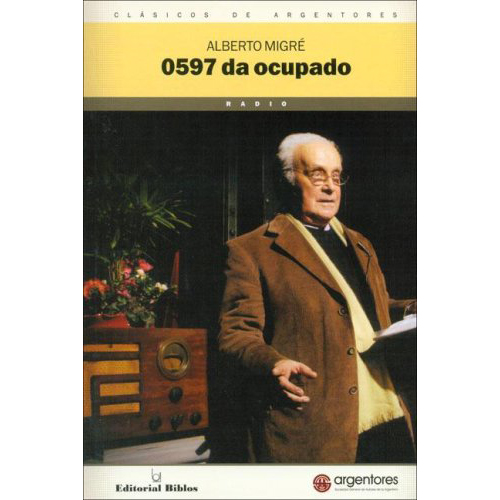 CLÁSICOS DE ARGENTORES
ALBERTO MIGRÉ
0597 da ocupado
RADIO
Editorial Biblos
argentores